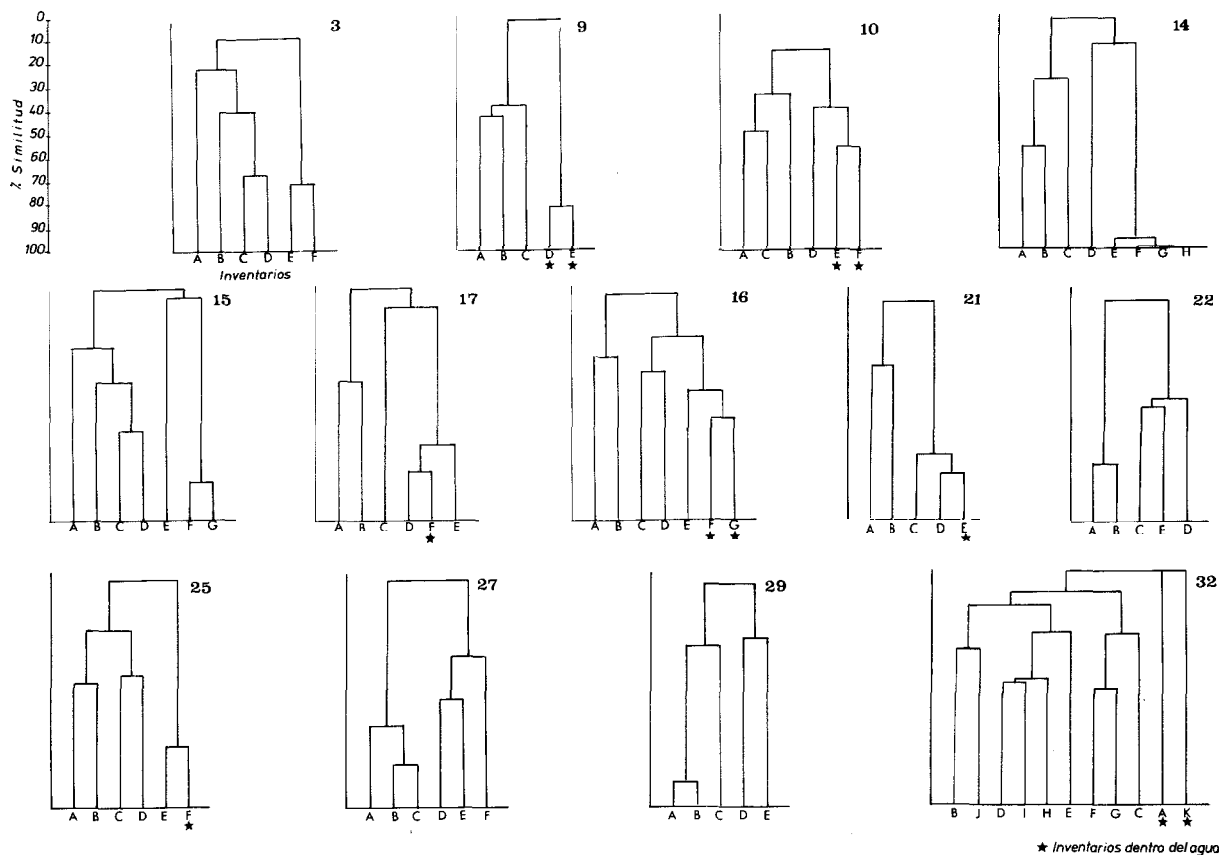 3
9
10
14
0
10
20
30
40
50
60
70
80
90
100
% Similitud
A B C D E F
Inventarios
A B C D E
★ ★
A C B D E F
★ ★
A B C D E F G H
15
17
16
21
22
A B C D E F G
A B C D F E
★
A B C D E F G
★ ★
A B C D E
★
A B C F D
25
27
29
32
A B C D E F
★
A B C D E F
A B C D E
B J D I H E F G C A K
★ ★
★ Inventarios dentro del agua